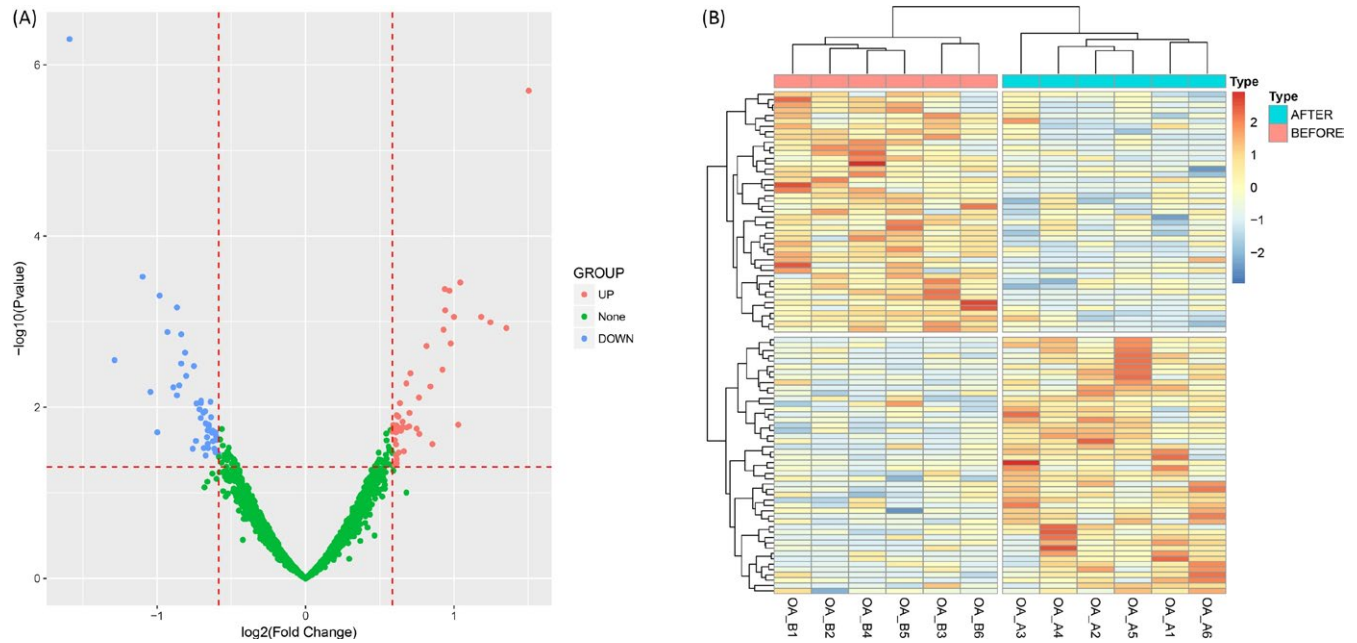 (A)
6
4
2
0
−log10(Pvalue)
−1
0
1
log2(Fold Change)
GROUP
UP
None
DOWN
(B)
Type
2
1
0
−1
−2
Type
AFTER
BEFORE
OA_B1
OA_B2
OA_B4
OA_B5
OA_B3
OA_B6
OA_A3
OA_A4
OA_A2
OA_A5
OA_A1
OA_A6